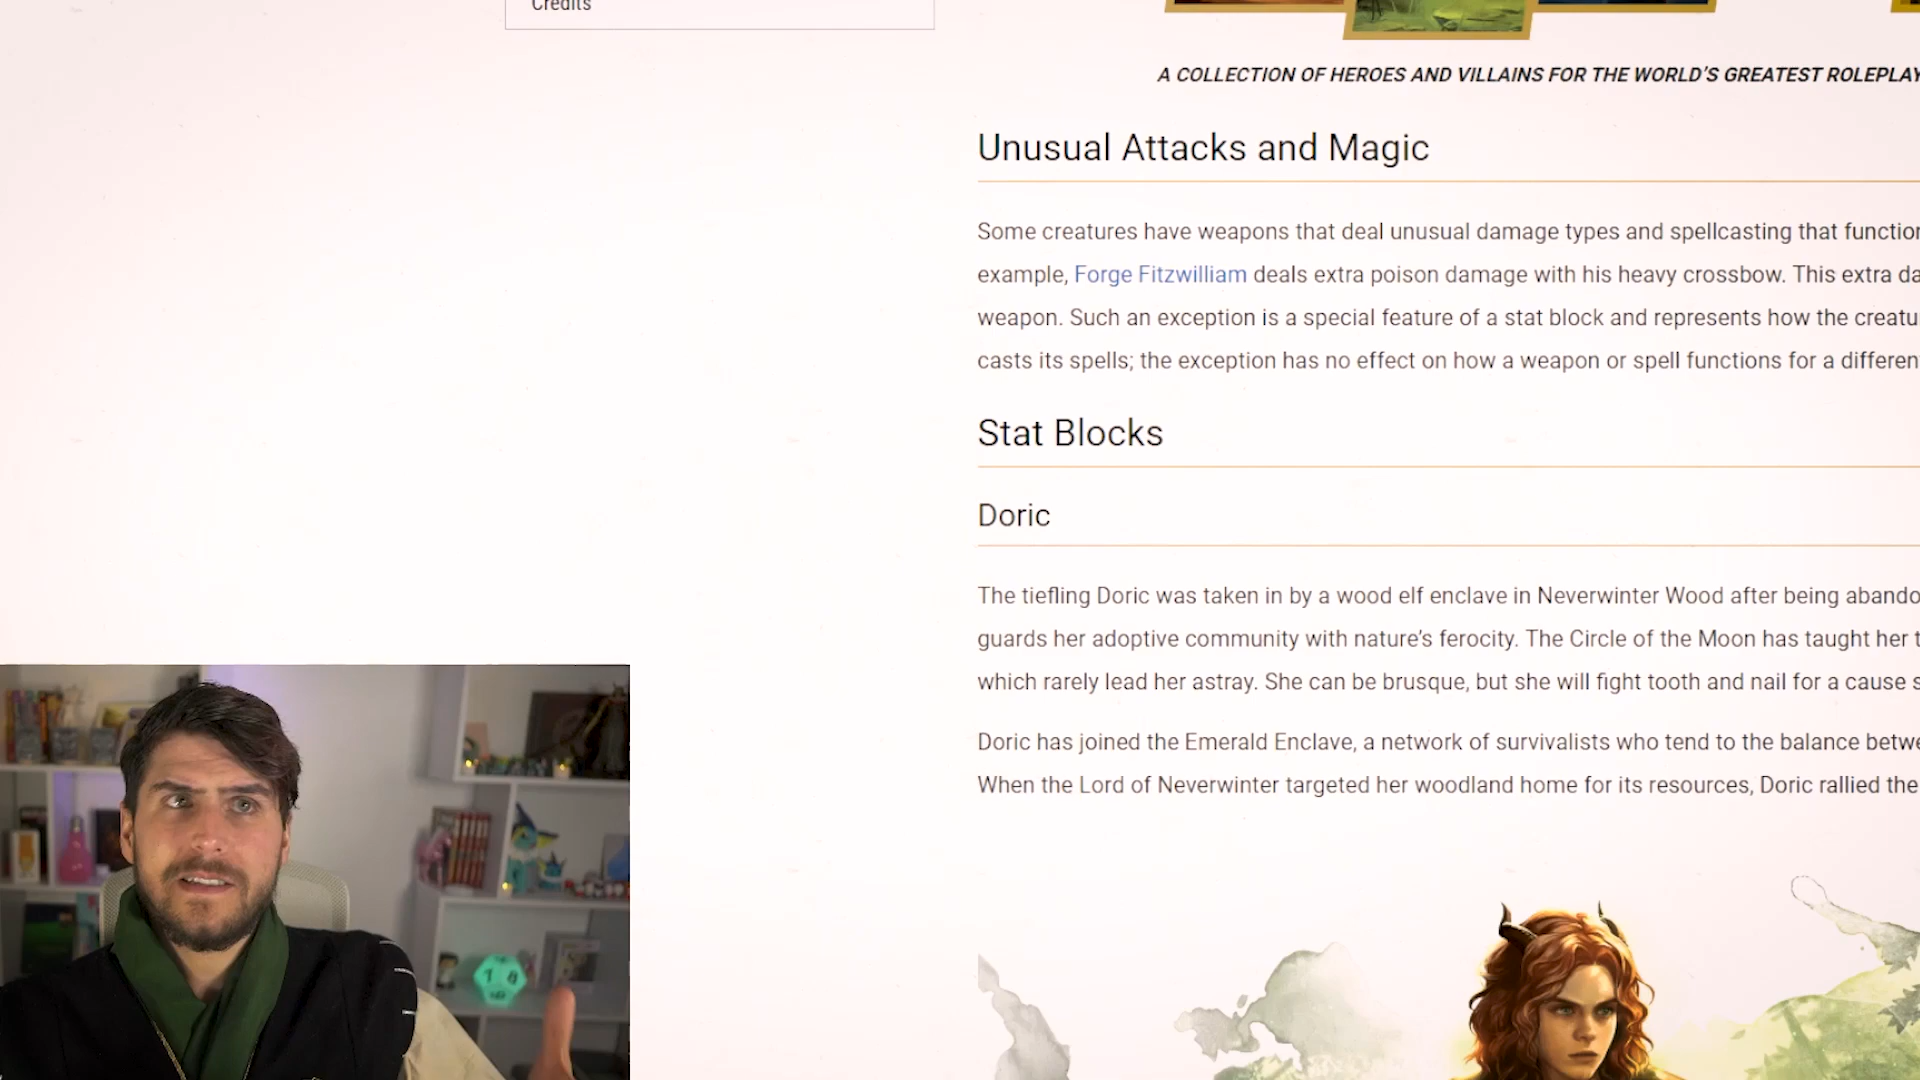 Credits
A COLLECTION OF HEROES AND VILLAINS FOR THE WORLD'S GREATEST ROLEPLAY
Unusual Attacks and Magic
Some creatures have weapons that deal unusual damage types and spellcasting that function
example, Forge Fitzwilliam deals extra poison damage with his heavy crossbow. This extra da
weapon. Such an exception is a special feature of a stat block and represents how the creatu
casts its spells; the exception has no effect on how a weapon or spell functions for a differen
Stat Blocks
Doric
The tiefling Doric was taken in by a wood elf enclave in Neverwinter Wood after being abando
guards her adoptive community with nature's ferocity. The Circle of the Moon has taught her t
which rarely lead her astray. She can be brusque, but she will fight tooth and nail for a cause s
Doric has joined the Emerald Enclave, a network of survivalists who tend to the balance betwe
When the Lord of Neverwinter targeted her woodland home for its resources, Doric rallied the
7 8